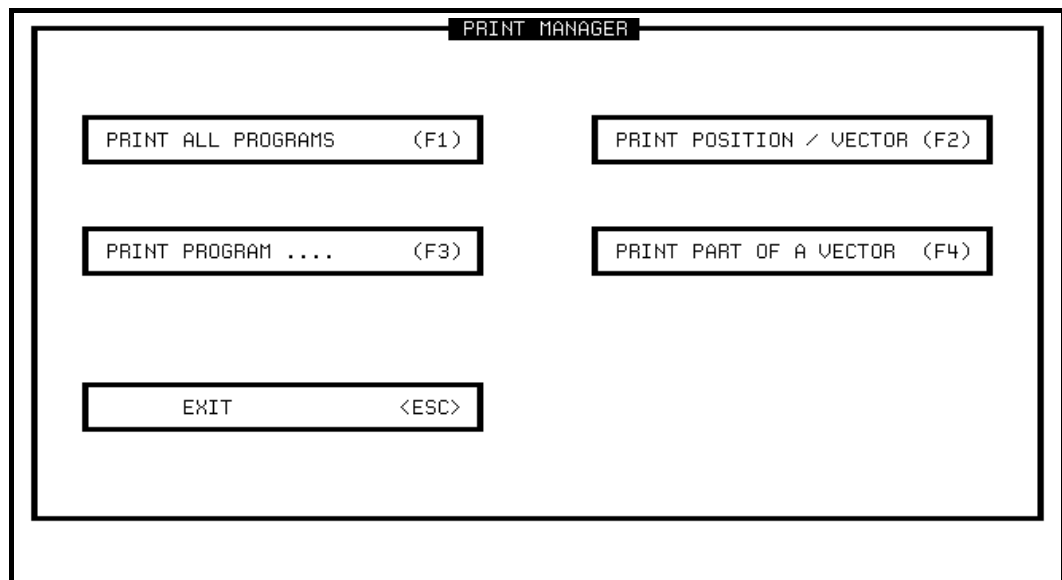 PRINT MANAGER
PRINT ALL PROGRAMS (F1)
PRINT POSITION / VECTOR (F2)
PRINT PROGRAM .... (F3)
PRINT PART OF A VECTOR (F4)
EXIT <ESC>